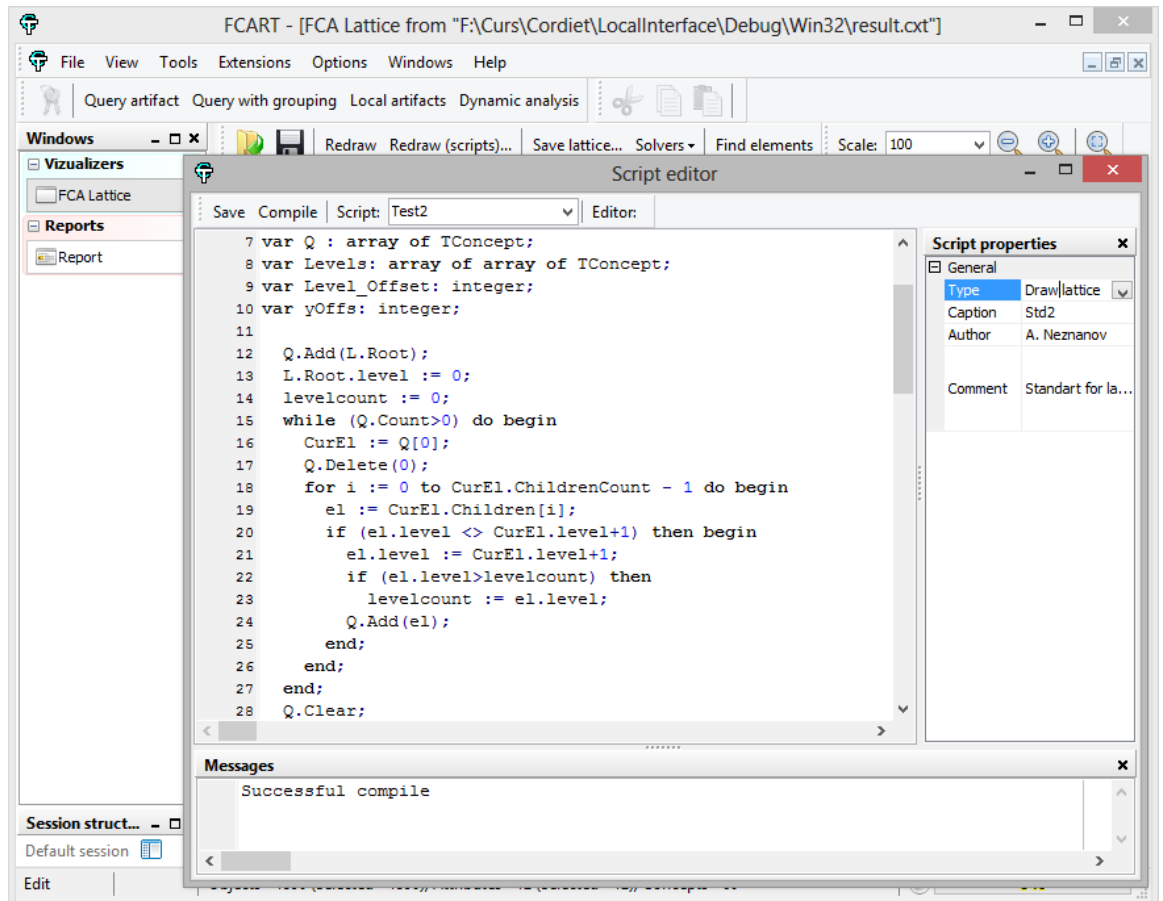 FCART - [FCA Lattice from "F:\Curs\Cordiet\LocalInterface\Debug\Win32\result.cxt"]
File View Tools Extensions Options Windows Help
Query artifact Query with grouping Local artifacts Dynamic analysis
Windows
Redraw Redraw (scripts)... Save lattice... Solvers Find elements Scale: 100
Vizualizers
FCA Lattice
Reports
Report
Script editor
Save Compile Script: Test2 Editor:
7 var Q : array of TConcept;
8 var Levels: array of array of TConcept;
9 var Level_Offset: integer;
10 var yOffs: integer;
11
12 Q.Add(L.Root);
13 L.Root.level := 0;
14 levelcount := 0;
15 while (Q.Count>0) do begin
16 CurEl := Q[0];
17 Q.Delete(0);
18 for i := 0 to CurEl.ChildrenCount - 1 do begin
19 el := CurEl.Children[i];
20 if (el.level <> CurEl.level+1) then begin
21 el.level := CurEl.level+1;
22 if (el.level>levelcount) then
23 levelcount := el.level;
24 Q.Add(el);
25 end;
26 end;
27 end;
28 Q.Clear;
Script properties
General
Type Draw lattice
Caption Std2
Author A. Neznanov
Comment Standart for la...
Messages
Successful compile
Session struct...
Default session
Edit